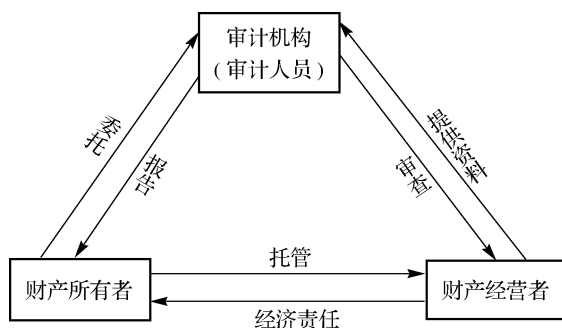 审计机构
(审计人员)
委托
报告
审查
提供资料
托管
财产所有者
财产经营者
经济责任